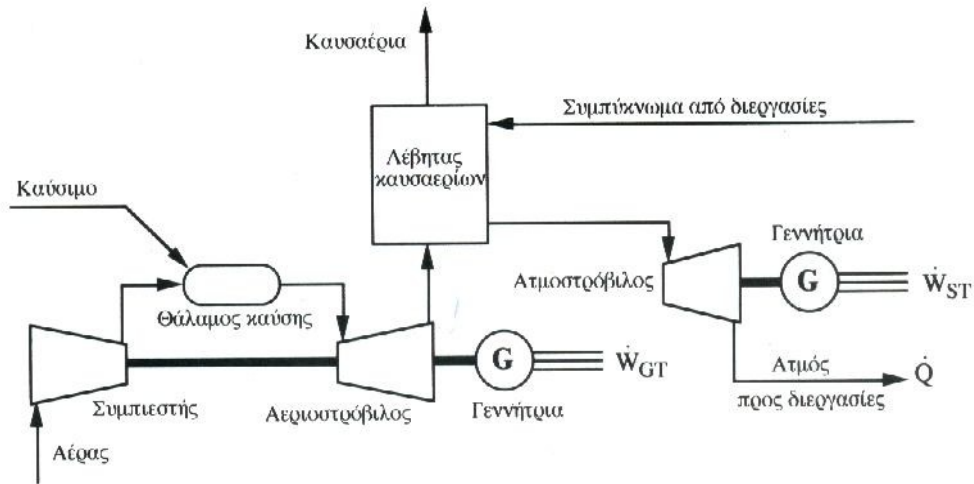 Καυσαέρια
Συμπύκνωμα από διεργασίες
Λέβητας
καυσαερίων
Καύσιμο
Γεννήτρια
Ατμοστρόβιλος
G
Ẇ_ST
Θάλαμος καύσης
G
Ẇ_GT
Ατμός
Q̇
προς διεργασίες
Συμπιεστής
Αεριοστρόβιλος
Γεννήτρια
Αέρας